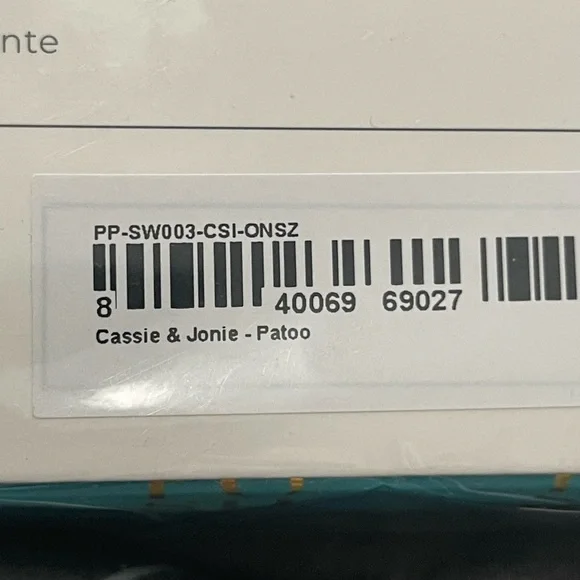 nte
PP-SW003-CSI-ONSZ
8 40069 69027
Cassie & Jonie - Patoo